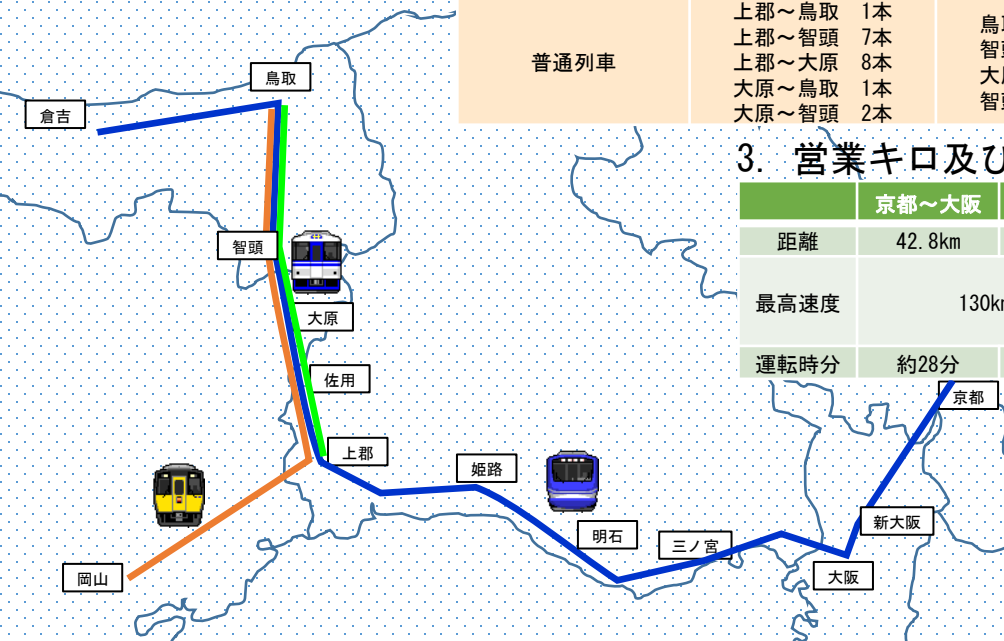 普通列車
上郡～鳥取 1本
上郡～智頭 7本
上郡～大原 8本
大原～鳥取 1本
大原～智頭 2本
3. 営業キロ及び
京都～大阪
距離 42.8km
最高速度 130k
運転時分 約28分
鳥取
倉吉
智頭
大原
佐用
上郡
姫路
京都
新大阪
明石
三ノ宮
大阪
岡山